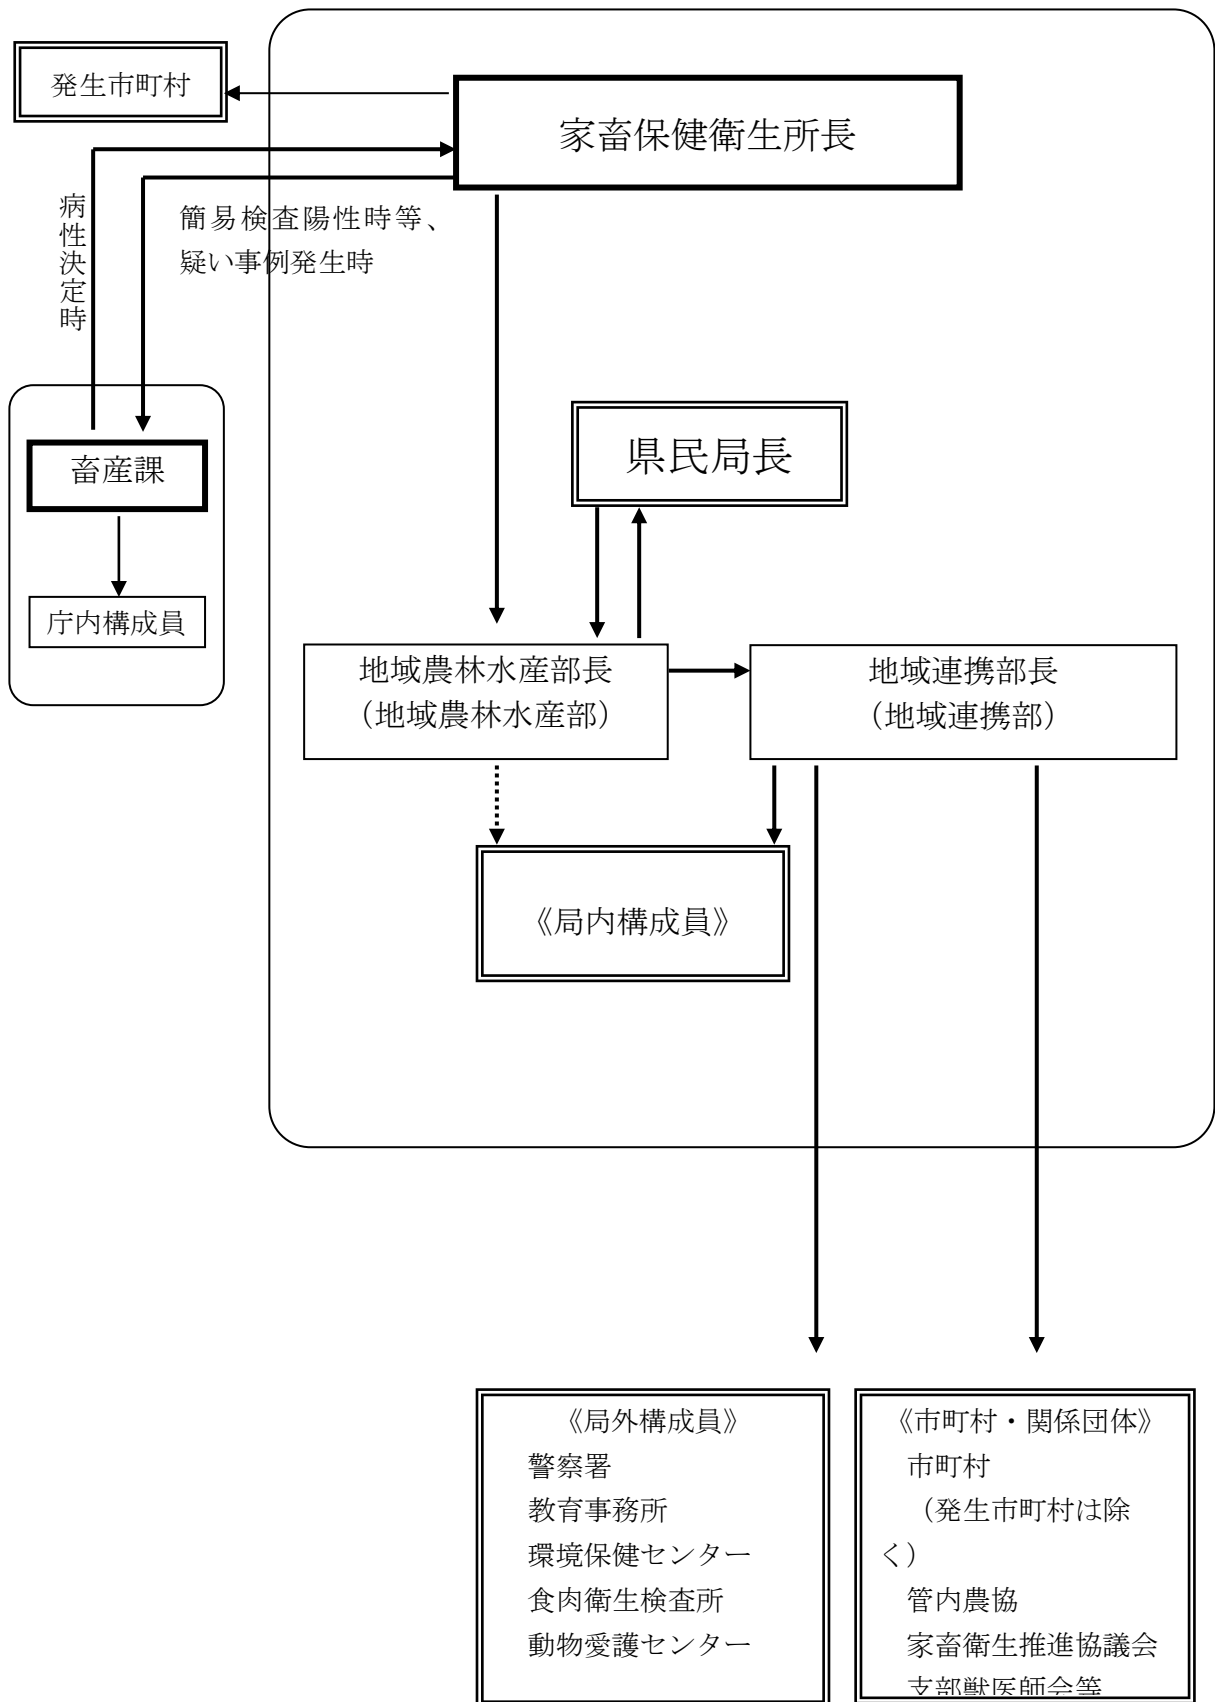 発生市町村
家畜保健衛生所長
病性決定時
簡易検査陽性時等、
疑い事例発生時
畜産課
庁内構成員
県民局長
地域農林水産部長
（地域農林水産部）
地域連携部長
（地域連携部）
《局内構成員》
《局外構成員》
警察署
教育事務所
環境保健センター
食肉衛生検査所
動物愛護センター
《市町村・関係団体》
市町村
（発生市町村は除
く）
管内農協
家畜衛生推進協議会
支部獣医師会等